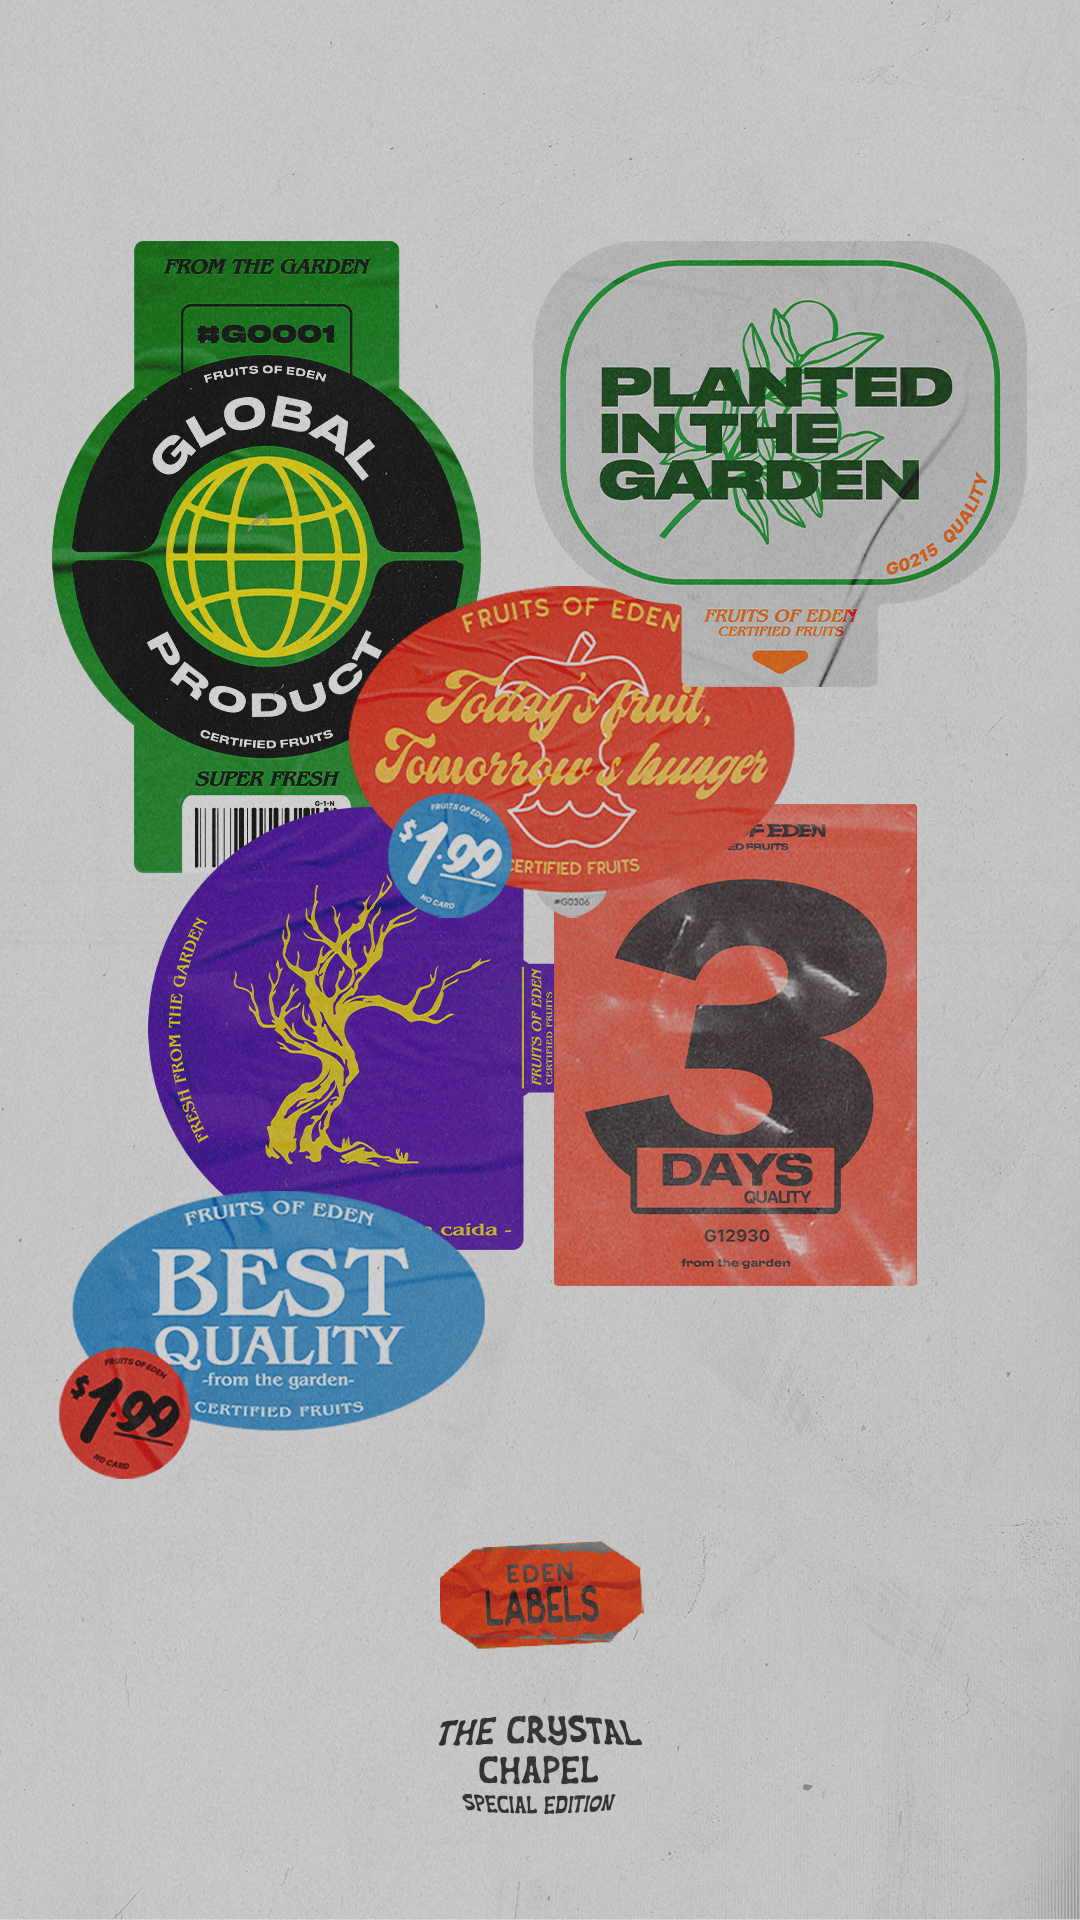 FROM THE GARDEN
#G0001
FRUITS OF EDEN
GLOBAL
PRODUCT
CERTIFIED FRUITS
SUPER FRESH
G-1-N
PLANTED
IN THE
GARDEN
G0215 QUALITY
FRUITS OF EDEN
CERTIFIED FRUITS
FRUITS OF EDEN
Today's fruit,
Tomorrow's hunger
CERTIFIED FRUITS
#G0306
FRUITS OF EDEN
$1.99
NO CARD
FRESH FROM THE GARDEN
FRUITS OF EDEN
CERTIFIED FRUITS
caída -
OF EDEN
ED FRUITS
3
DAYS
QUALITY
G12930
from the garden
FRUITS OF EDEN
BEST
QUALITY
-from the garden-
CERTIFIED FRUITS
FRUITS OF EDEN
$1.99
NO CARD
EDEN
LABELS
THE CRYSTAL
CHAPEL
SPECIAL EDITION